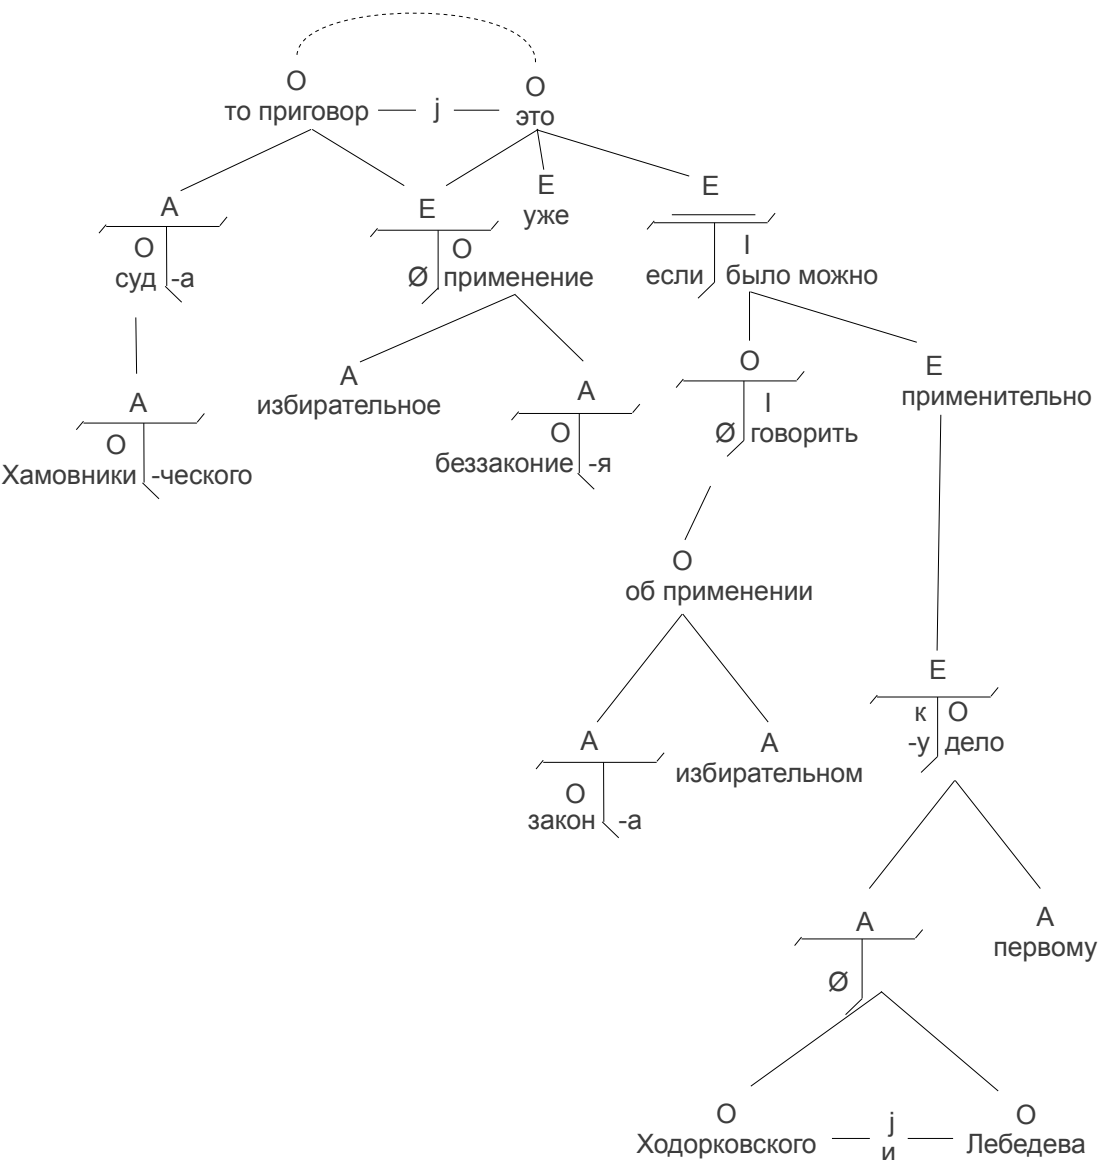 О О
то приговор j это
А Е Е Е
уже
О О I
суд -а Ø применение если было можно
А А А О Е
избирательное применительно
О О I
Хамовники -ческого беззаконие -я Ø говорить
О
об применении
Е
А А к О
избирательном -у дело
О
закон -а
А А
первому
Ø
О О
Ходорковского j Лебедева
и